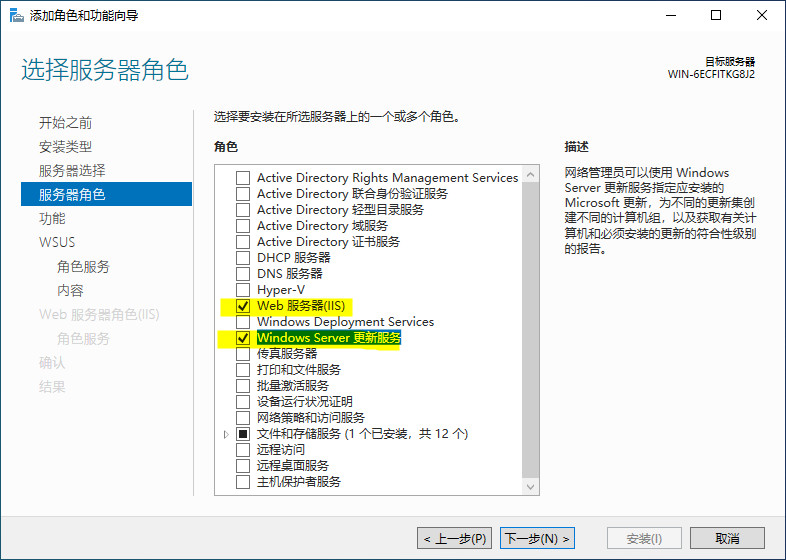 添加角色和功能向导
选择服务器角色
目标服务器
WIN-6ECFITKG8J2
开始之前
安装类型
服务器选择
服务器角色
功能
WSUS
角色服务
内容
Web 服务器角色(IIS)
角色服务
确认
结果
选择要安装在所选服务器上的一个或多个角色。
角色
Active Directory Rights Management Services
Active Directory 联合身份验证服务
Active Directory 轻型目录服务
Active Directory 域服务
Active Directory 证书服务
DHCP 服务器
DNS 服务器
Hyper-V
Web 服务器(IIS)
Windows Deployment Services
Windows Server 更新服务
传真服务器
打印和文件服务
批量激活服务
设备运行状况证明
网络策略和访问服务
文件和存储服务 (1 个已安装，共 12 个)
远程访问
远程桌面服务
主机保护者服务
描述
网络管理员可以使用 Windows
Server 更新服务指定应安装的
Microsoft 更新，为不同的更新集创
建不同的计算机组，以及获取有关计
算机和必须安装的更新的符合性级别
的报告。
< 上一步(P)
下一步(N) >
安装(I)
取消